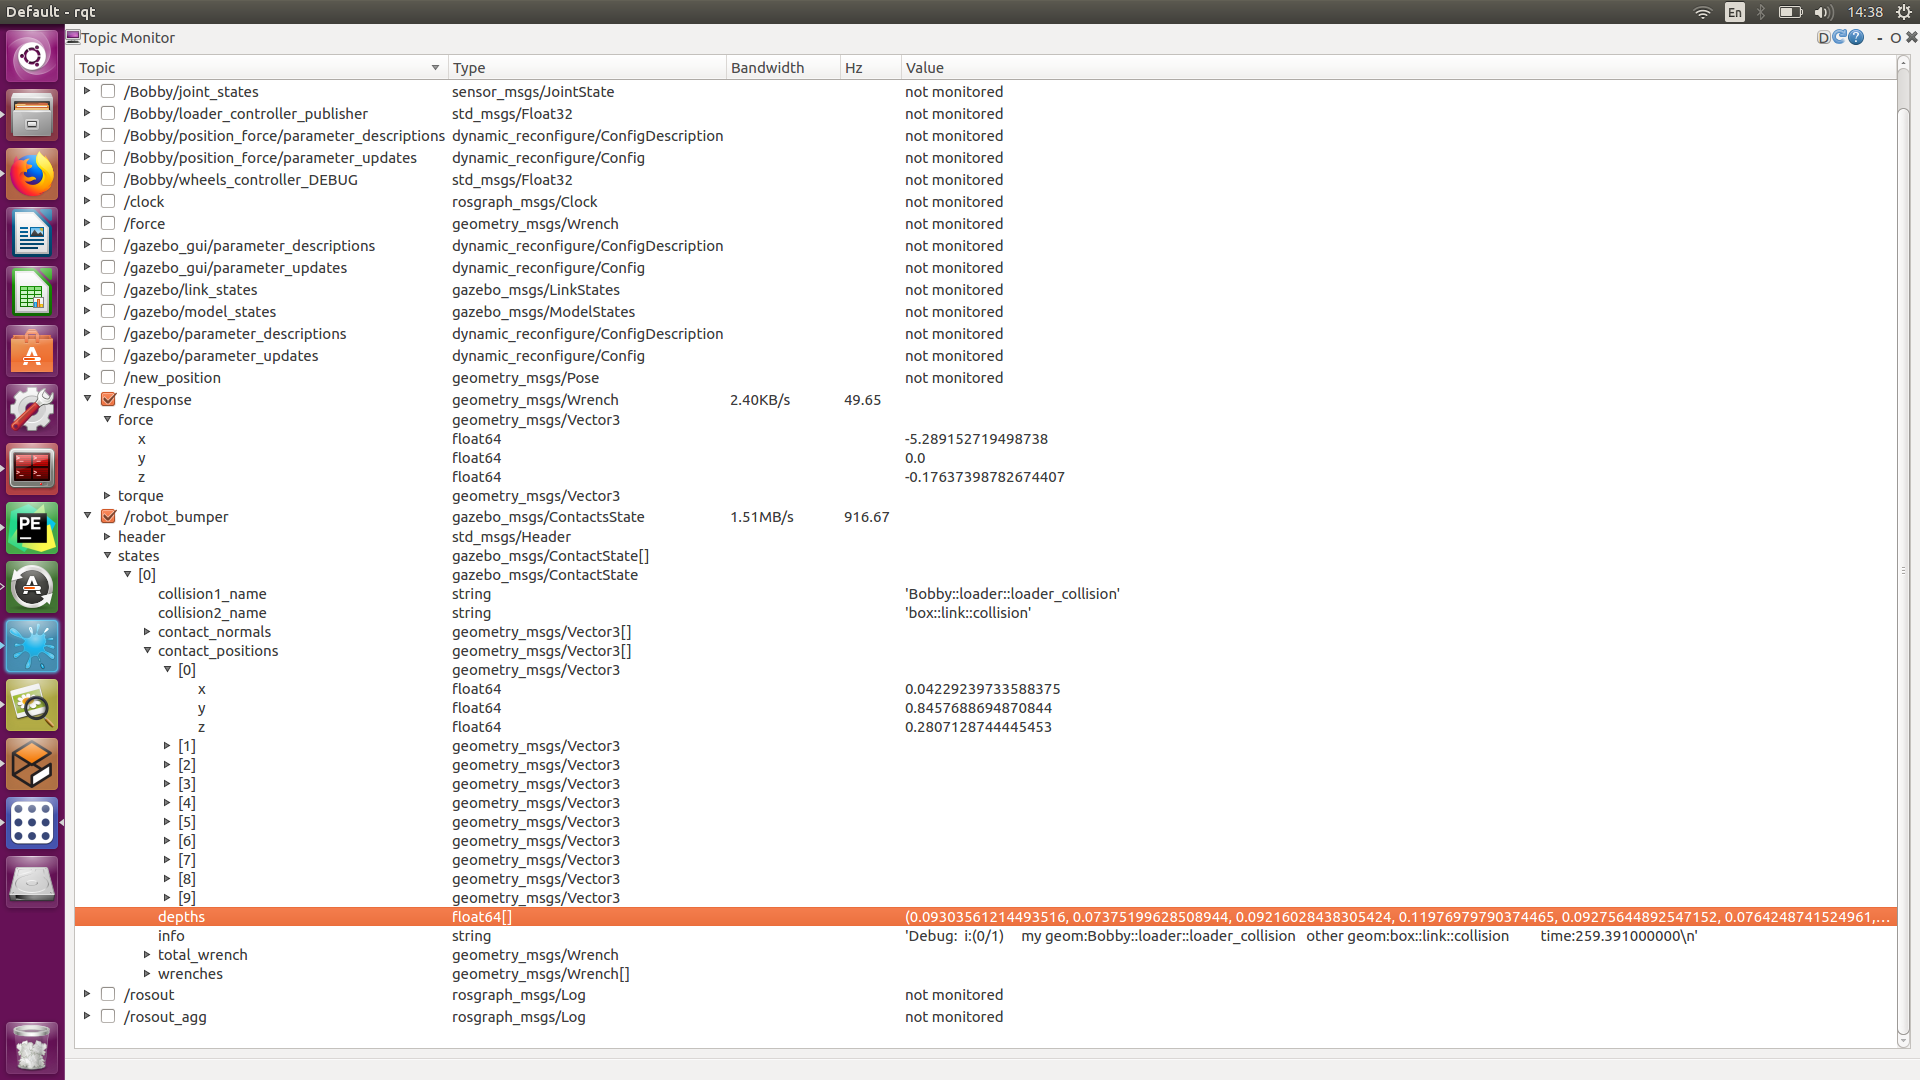 Default - rqt
En
14:38
Topic Monitor
D
- O
Topic Type Bandwidth Hz Value
/Bobby/joint_states sensor_msgs/JointState not monitored
/Bobby/loader_controller_publisher std_msgs/Float32 not monitored
/Bobby/position_force/parameter_descriptions dynamic_reconfigure/ConfigDescription not monitored
/Bobby/position_force/parameter_updates dynamic_reconfigure/Config not monitored
/Bobby/wheels_controller_DEBUG std_msgs/Float32 not monitored
/clock rosgraph_msgs/Clock not monitored
/force geometry_msgs/Wrench not monitored
/gazebo_gui/parameter_descriptions dynamic_reconfigure/ConfigDescription not monitored
/gazebo_gui/parameter_updates dynamic_reconfigure/Config not monitored
/gazebo/link_states gazebo_msgs/LinkStates not monitored
/gazebo/model_states gazebo_msgs/ModelStates not monitored
/gazebo/parameter_descriptions dynamic_reconfigure/ConfigDescription not monitored
/gazebo/parameter_updates dynamic_reconfigure/Config not monitored
/new_position geometry_msgs/Pose not monitored
/response geometry_msgs/Wrench 2.40KB/s 49.65
force geometry_msgs/Vector3
x float64 -5.289152719498738
y float64 0.0
z float64 -0.17637398782674407
torque geometry_msgs/Vector3
/robot_bumper gazebo_msgs/ContactsState 1.51MB/s 916.67
header std_msgs/Header
states gazebo_msgs/ContactState[]
[0] gazebo_msgs/ContactState
collision1_name string 'Bobby::loader::loader_collision'
collision2_name string 'box::link::collision'
contact_normals geometry_msgs/Vector3[]
contact_positions geometry_msgs/Vector3[]
[0] geometry_msgs/Vector3
x float64 0.04229239733588375
y float64 0.8457688694870844
z float64 0.2807128744445453
[1] geometry_msgs/Vector3
[2] geometry_msgs/Vector3
[3] geometry_msgs/Vector3
[4] geometry_msgs/Vector3
[5] geometry_msgs/Vector3
[6] geometry_msgs/Vector3
[7] geometry_msgs/Vector3
[8] geometry_msgs/Vector3
[9] geometry_msgs/Vector3
depths float64[] (0.09303561214493516, 0.07375199628508944, 0.09216028438305424, 0.11976979790374465, 0.09275644892547152, 0.0764248741524961,...
info string 'Debug: i:(0/1) my geom:Bobby::loader::loader_collision other geom:box::link::collision time:259.391000000\n'
total_wrench geometry_msgs/Wrench
wrenches geometry_msgs/Wrench[]
/rosout rosgraph_msgs/Log not monitored
/rosout_agg rosgraph_msgs/Log not monitored
PE